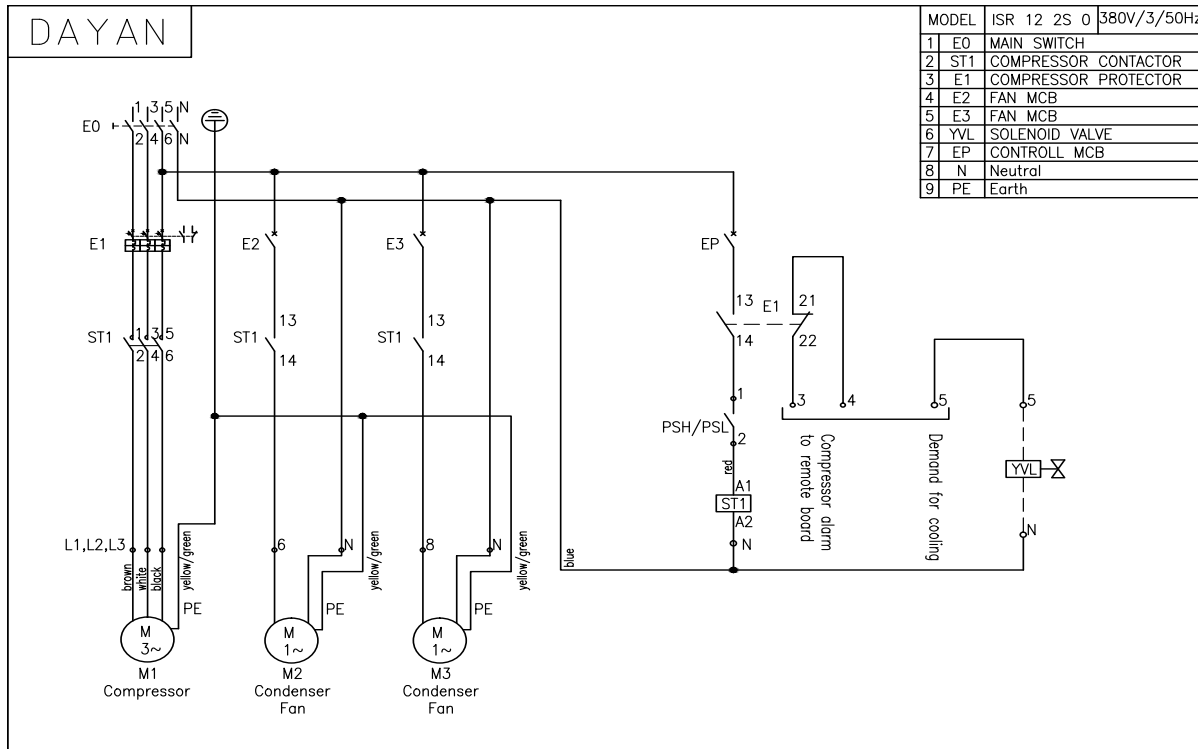 DAYAN
MODEL ISR 12 2S 0 380V/3/50Hz
1 E0 MAIN SWITCH
2 ST1 COMPRESSOR CONTACTOR
3 E1 COMPRESSOR PROTECTOR
4 E2 FAN MCB
5 E3 FAN MCB
6 YVL SOLENOID VALVE
7 EP CONTROLL MCB
8 N Neutral
9 PE Earth
1 3 5 N
E0
2 4 6 N
E1 E2 E3 EP
13 E1 21
14 22
13 13
ST1 1 3 5 ST1 ST1
2 4 6 14 14
1 3 4 5 5
PSH/PSL
2
red
A1
ST1
A2
N
Compressor alarm
to remote board
Demand for cooling
YVL
N
L1,L2,L3 6 N 8 N
brown
white
black
yellow/green
yellow/green
yellow/green
blue
PE PE PE
M M M
3~ 1~ 1~
M1 M2 M3
Compressor Condenser Condenser
Fan Fan